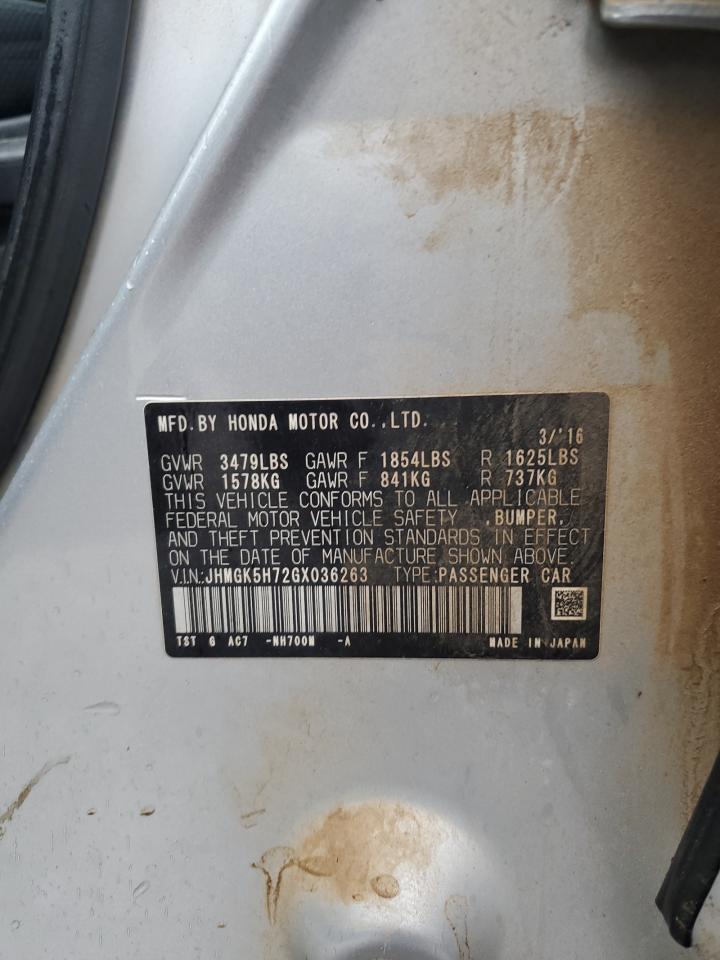 MFD.BY HONDA MOTOR CO.,LTD.
3/'16
GVWR 3479LBS GAWR F 1854LBS R 1625LBS
GVWR 1578KG GAWR F 841KG R 737KG
THIS VEHICLE CONFORMS TO ALL APPLICABLE
FEDERAL MOTOR VEHICLE SAFETY ,BUMPER,
AND THEFT PREVENTION STANDARDS IN EFFECT
ON THE DATE OF MANUFACTURE SHOWN ABOVE.
V.I.N.:JHMGK5H72GX036263 TYPE:PASSENGER CAR
TST G AC7 -NH700M -A MADE IN JAPAN